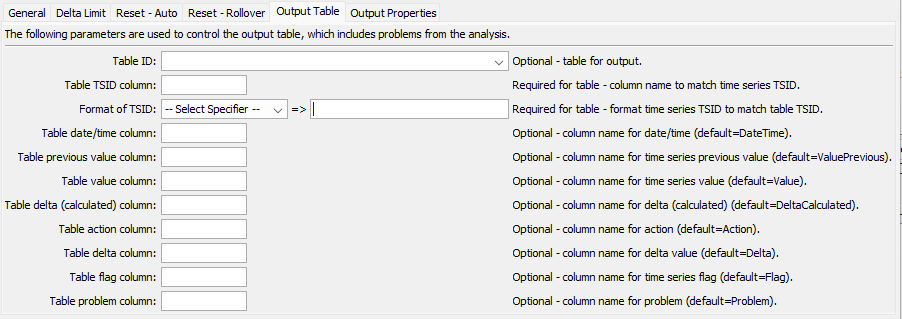 General Delta Limit Reset - Auto Reset - Rollover Output Table Output Properties
The following parameters are used to control the output table, which includes problems from the analysis.
Table ID: Optional - table for output.
Table TSID column: Required for table - column name to match time series TSID.
Format of TSID: -- Select Specifier -- => Required for table - format time series TSID to match table TSID.
Table date/time column: Optional - column name for date/time (default=DateTime).
Table previous value column: Optional - column name for time series previous value (default=ValuePrevious).
Table value column: Optional - column name for time series value (default=Value).
Table delta (calculated) column: Optional - column name for delta (calculated) (default=DeltaCalculated).
Table action column: Optional - column name for action (default=Action).
Table delta column: Optional - column name for delta value (default=Delta).
Table flag column: Optional - column name for time series flag (default=Flag).
Table problem column: Optional - column name for problem (default=Problem).